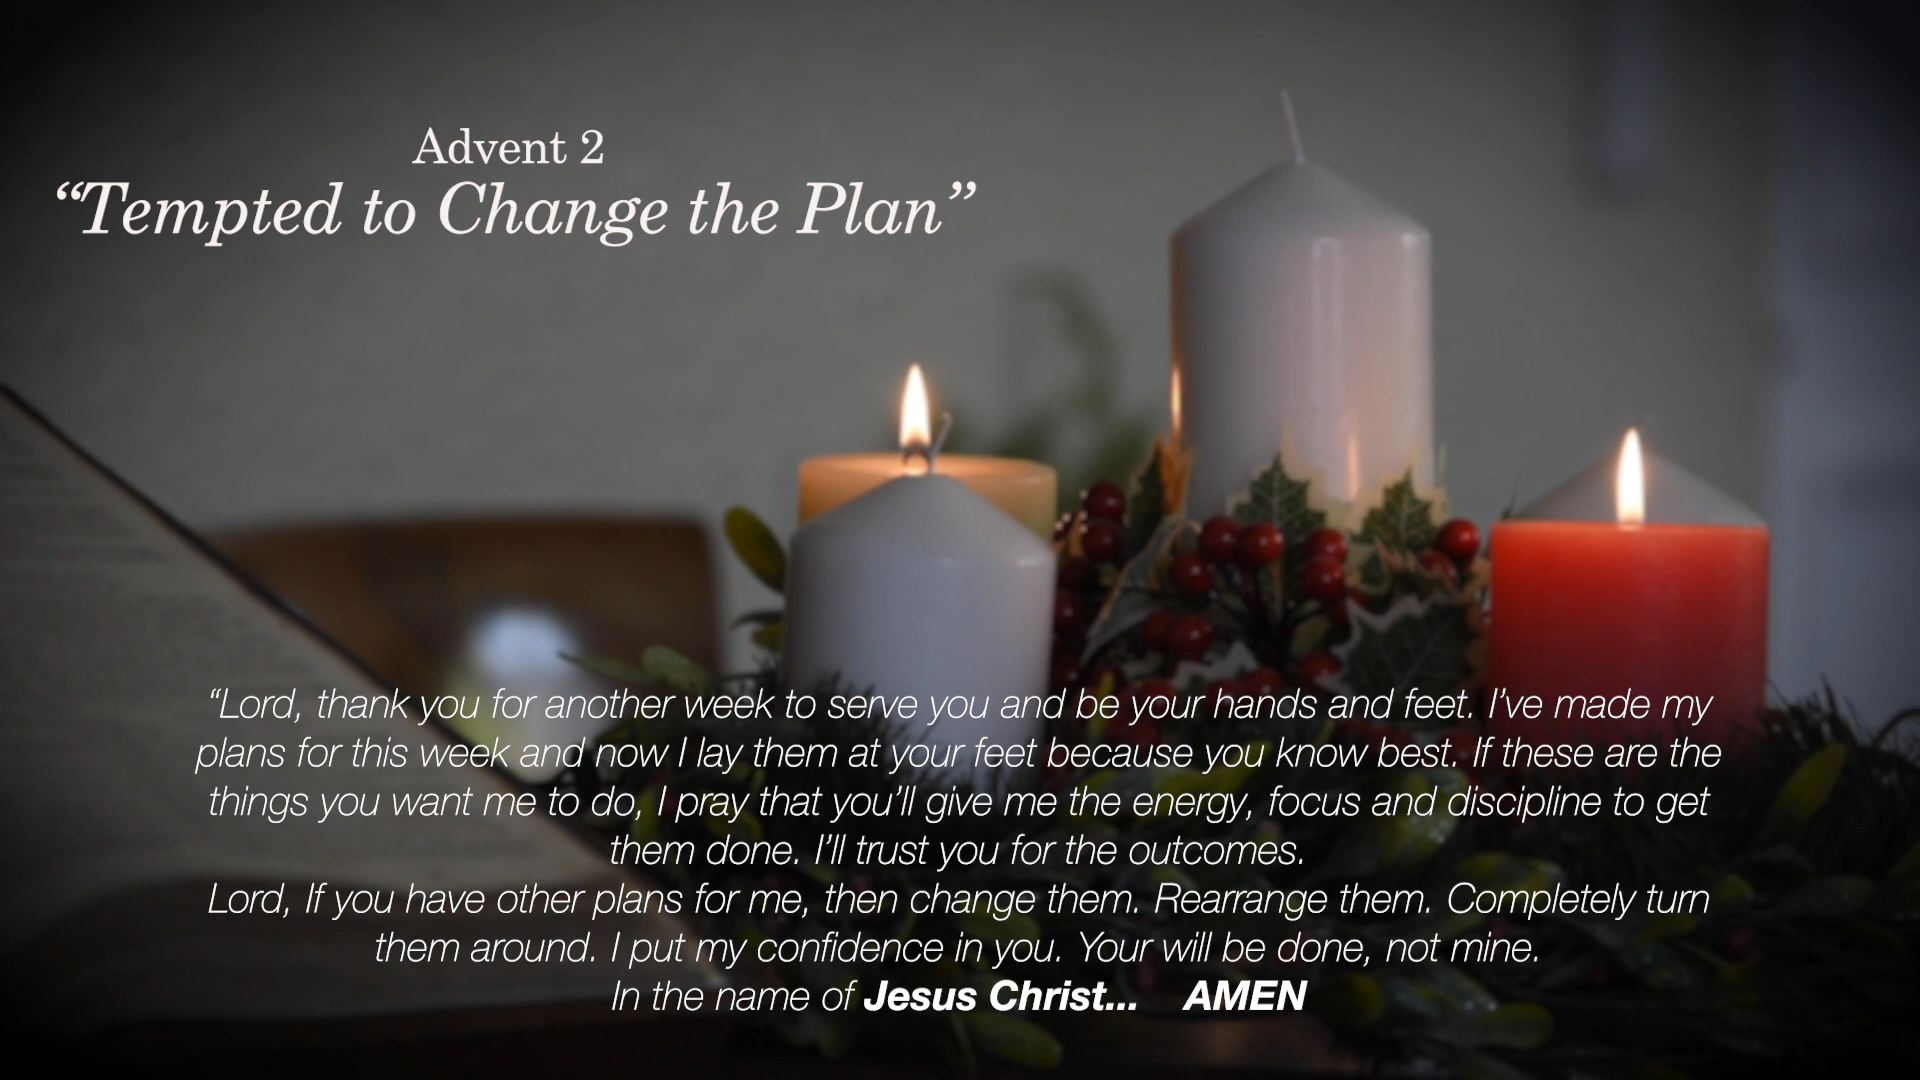 Advent 2
“Tempted to Change the Plan”
“Lord, thank you for another week to serve you and be your hands and feet. I’ve made my
plans for this week and now I lay them at your feet because you know best. If these are the
things you want me to do, I pray that you’ll give me the energy, focus and discipline to get
them done. I’ll trust you for the outcomes.
Lord, If you have other plans for me, then change them. Rearrange them. Completely turn
them around. I put my confidence in you. Your will be done, not mine.
In the name of Jesus Christ... AMEN